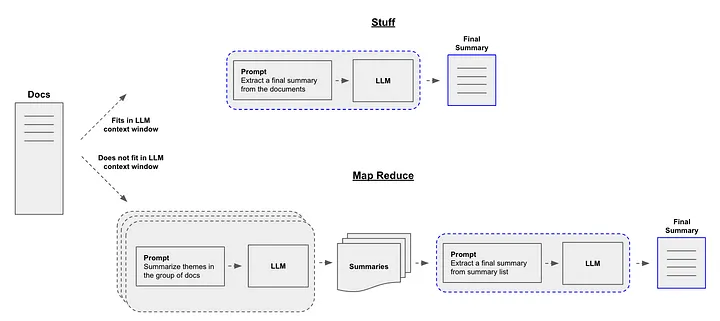 Stuff
Final
Summary
Prompt
Extract a final summary
from the documents
LLM
Docs
Fits in LLM
context window
Does not fit in LLM
context window
Map Reduce
Final
Summary
Prompt
Summarize themes in
the group of docs
LLM
Summaries
Prompt
Extract a final summary
from summary list
LLM